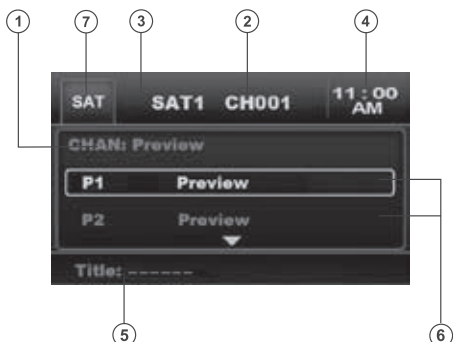 1 7 3 2 4
SAT SAT1 CH001 11 : 00 AM
CHAN: Preview
P1 Preview
P2 Preview
Title: ------
5 6